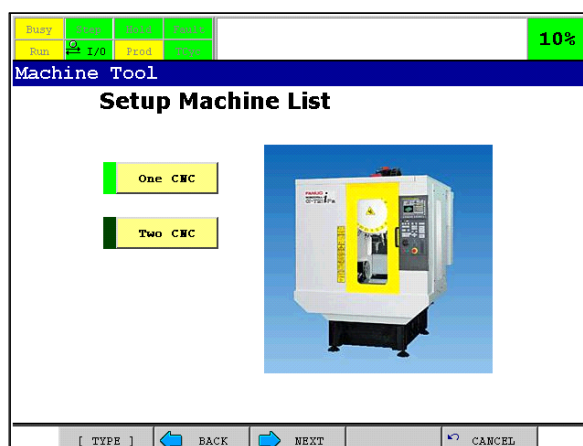 Busy Step Hold Fault
Run I/O Prod TCyc
10%
Machine Tool
Setup Machine List
One CNC
Two CNC
FANUC
[ TYPE ] BACK NEXT CANCEL